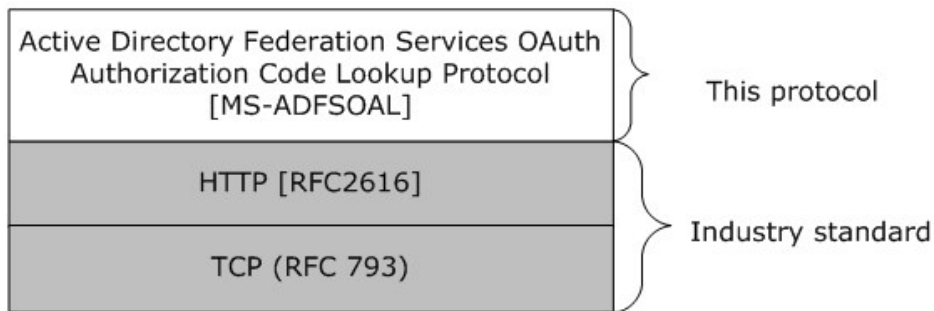 Active Directory Federation Services OAuth
Authorization Code Lookup Protocol
[MS-ADFSOAL]
This protocol
HTTP [RFC2616]
TCP (RFC 793)
Industry standard